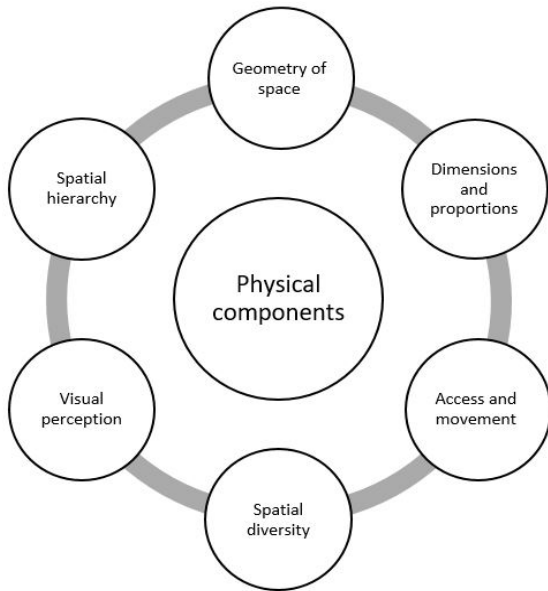 Geometry of
space
Dimensions
and
proportions
Access and
movement
Spatial
diversity
Visual
perception
Spatial
hierarchy
Physical
components